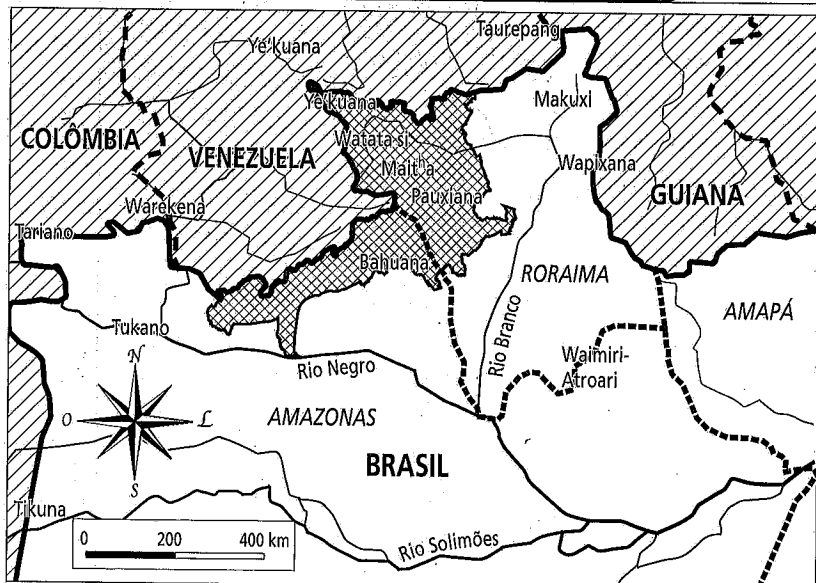 Ye'kuana
Taurepang
Ye'kuana
Makuxi
COLÔMBIA
VENEZUELA
Watata si
Maitʰa
Wapixana
Pauxiana
GUIANA
Warekena
Tariano
Bahuana
RORAIMA
AMAPÁ
Tukano
Rio Branco
Waimiri-
Atroari
N
Rio Negro
O
L
AMAZONAS
BRASIL
S
Tikuna
0 200 400 km
Rio Solimões